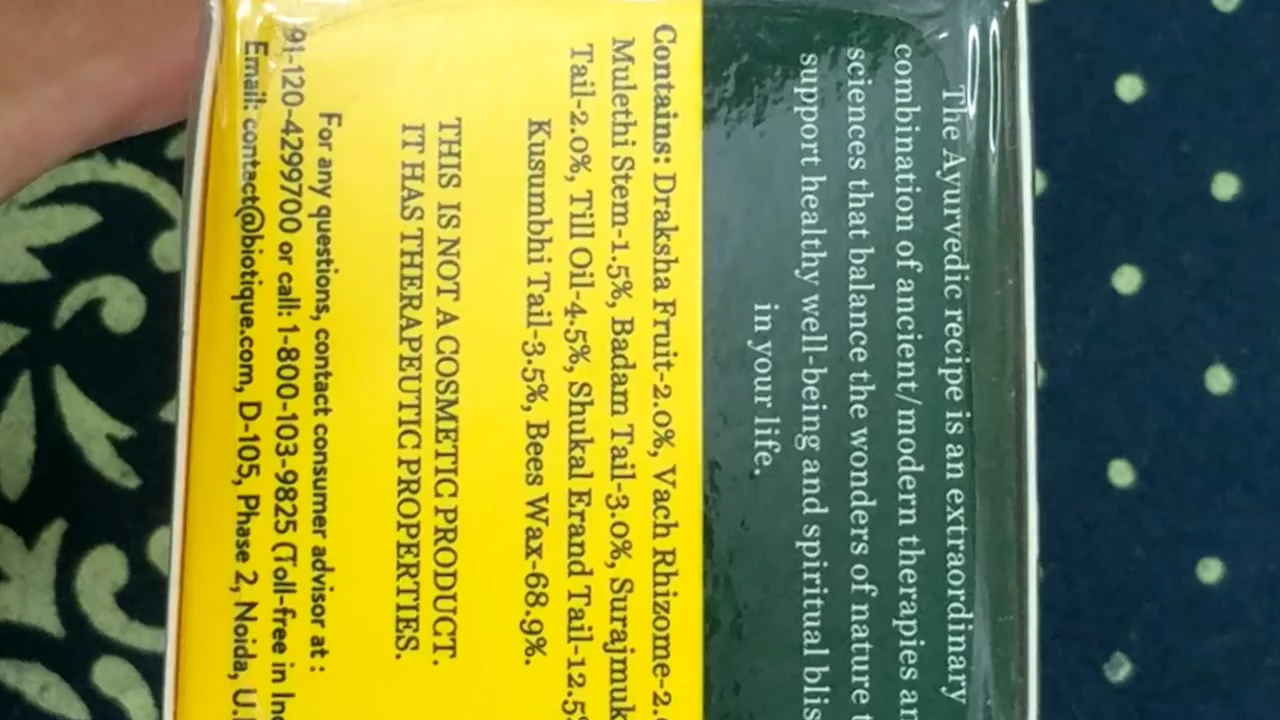 The Ayurvedic recipe is an extraordinary
combination of ancient/modern therapies
sciences that balance the wonders of nature
support healthy well-being and spiritual
in your life.
Contains: Draksha Fruit-2.0%, Vach Rhizome-2.
Mulethi Stem-1.5%, Badam Tail-3.0%, Surajmuk
Tail-2.0%, Till Oil-4.5%, Shukal Erand Tail-12.5%
Kusumbhi Tail-3.5%, Bees Wax-68.9%.
THIS IS NOT A COSMETIC PRODUCT.
IT HAS THERAPEUTIC PROPERTIES.
For any questions, contact consumer advisor at :
91-120-4299700 or call: 1-800-103-9825 (Toll-free in
Email: contact@biotique.com, D-105, Phase 2, Noida, U.